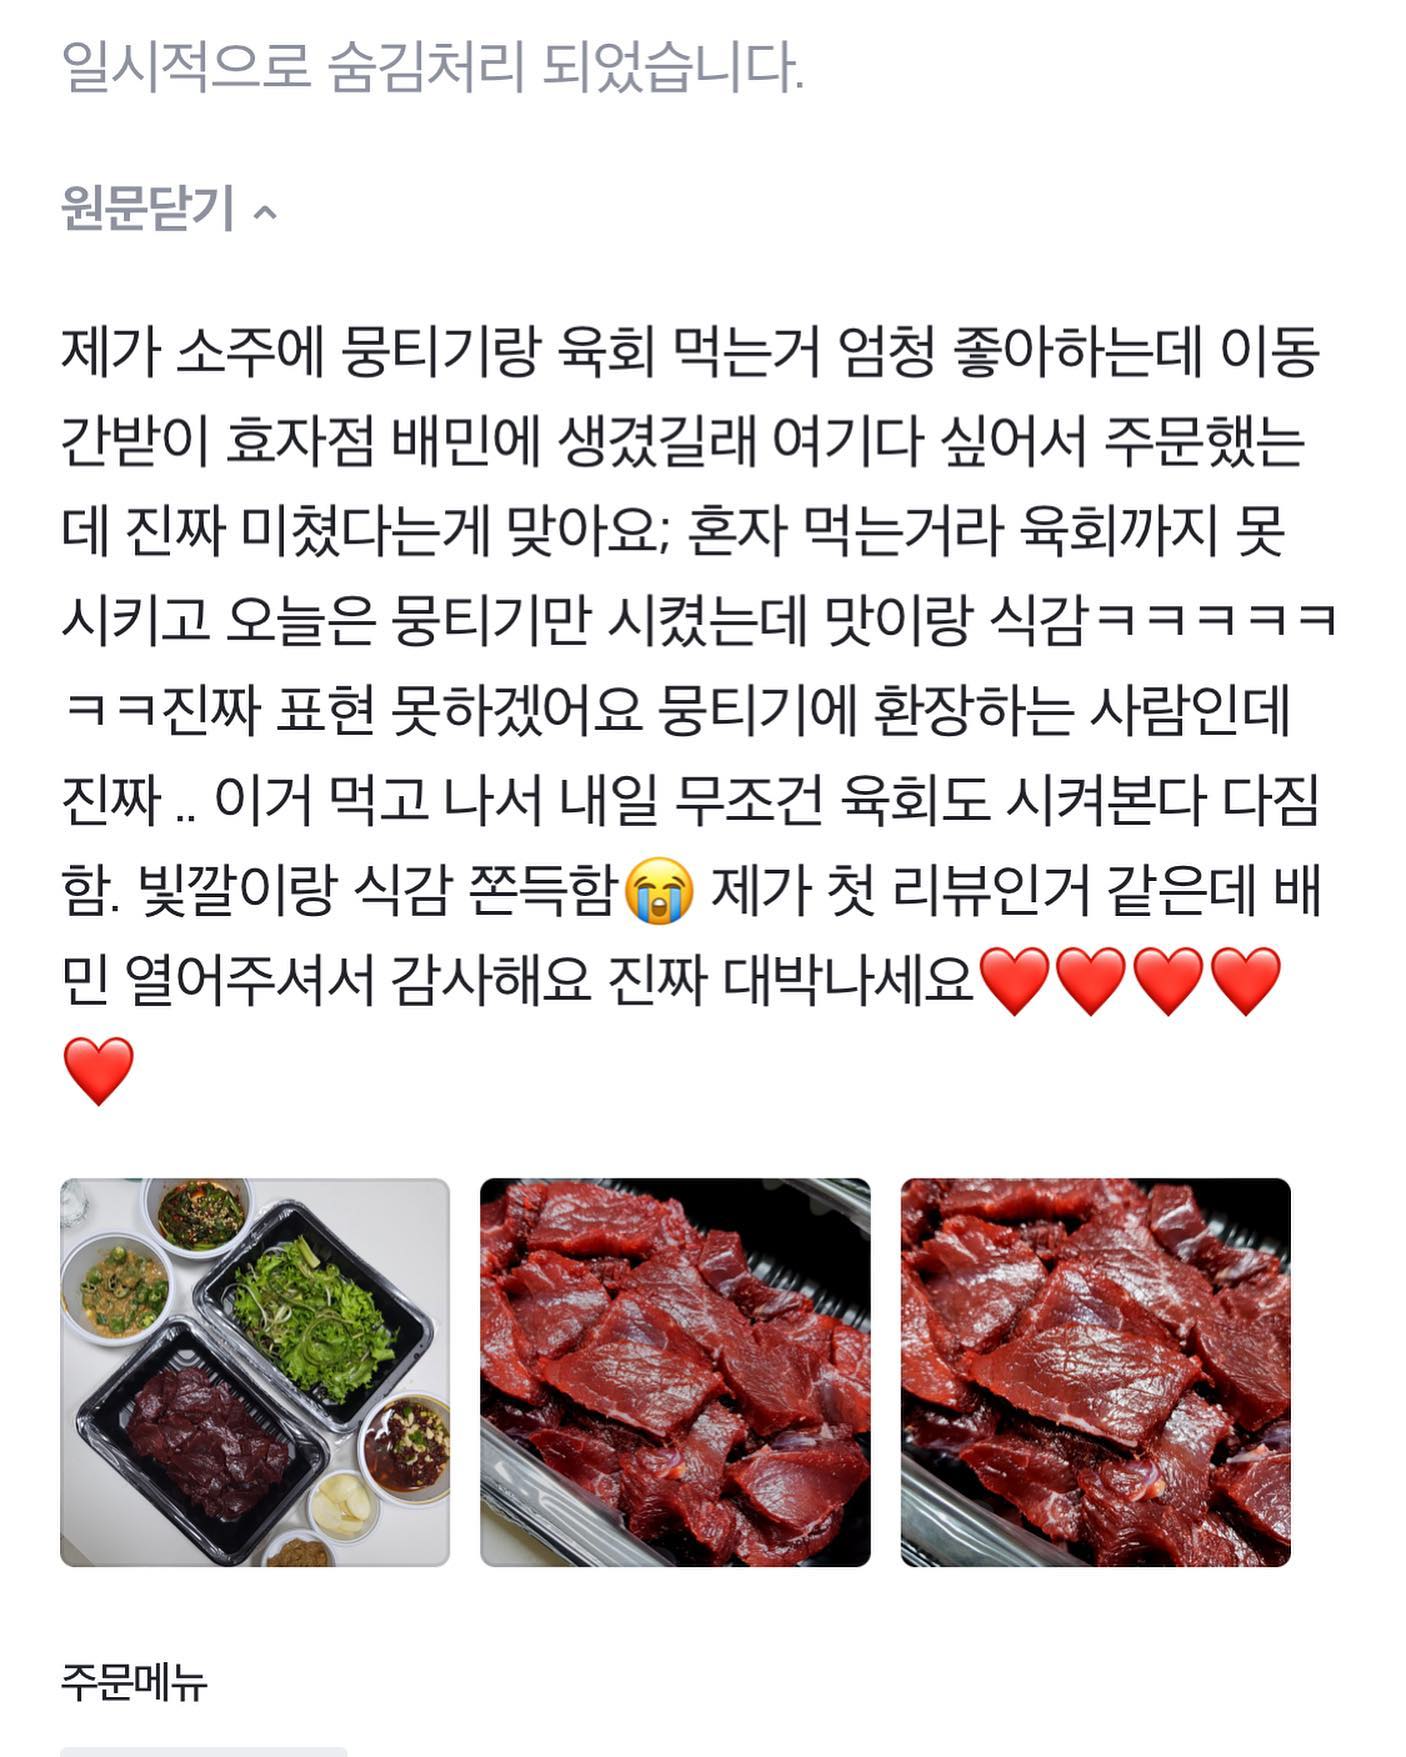 일시적으로 숨김처리 되었습니다.
원문닫기 ^
제가 소주에 뭉티기랑 육회 먹는거 엄청 좋아하는데 이동
간받이 효자점 배민에 생겼길래 여기다 싶어서 주문했는
데 진짜 미쳤다는게 맞아요; 혼자 먹는거라 육회까지 못
시키고 오늘은 뭉티기만 시켰는데 맛이랑 식감ㅋㅋㅋㅋㅋ
ㅋㅋ진짜 표현 못하겠어요 뭉티기에 환장하는 사람인데
진짜 .. 이거 먹고 나서 내일 무조건 육회도 시켜본다 다짐
함. 빛깔이랑 식감 쫀득함😭 제가 첫 리뷰인거 같은데 배
민 열어주셔서 감사해요 진짜 대박나세요❤️❤️❤️❤️
❤️
주문메뉴